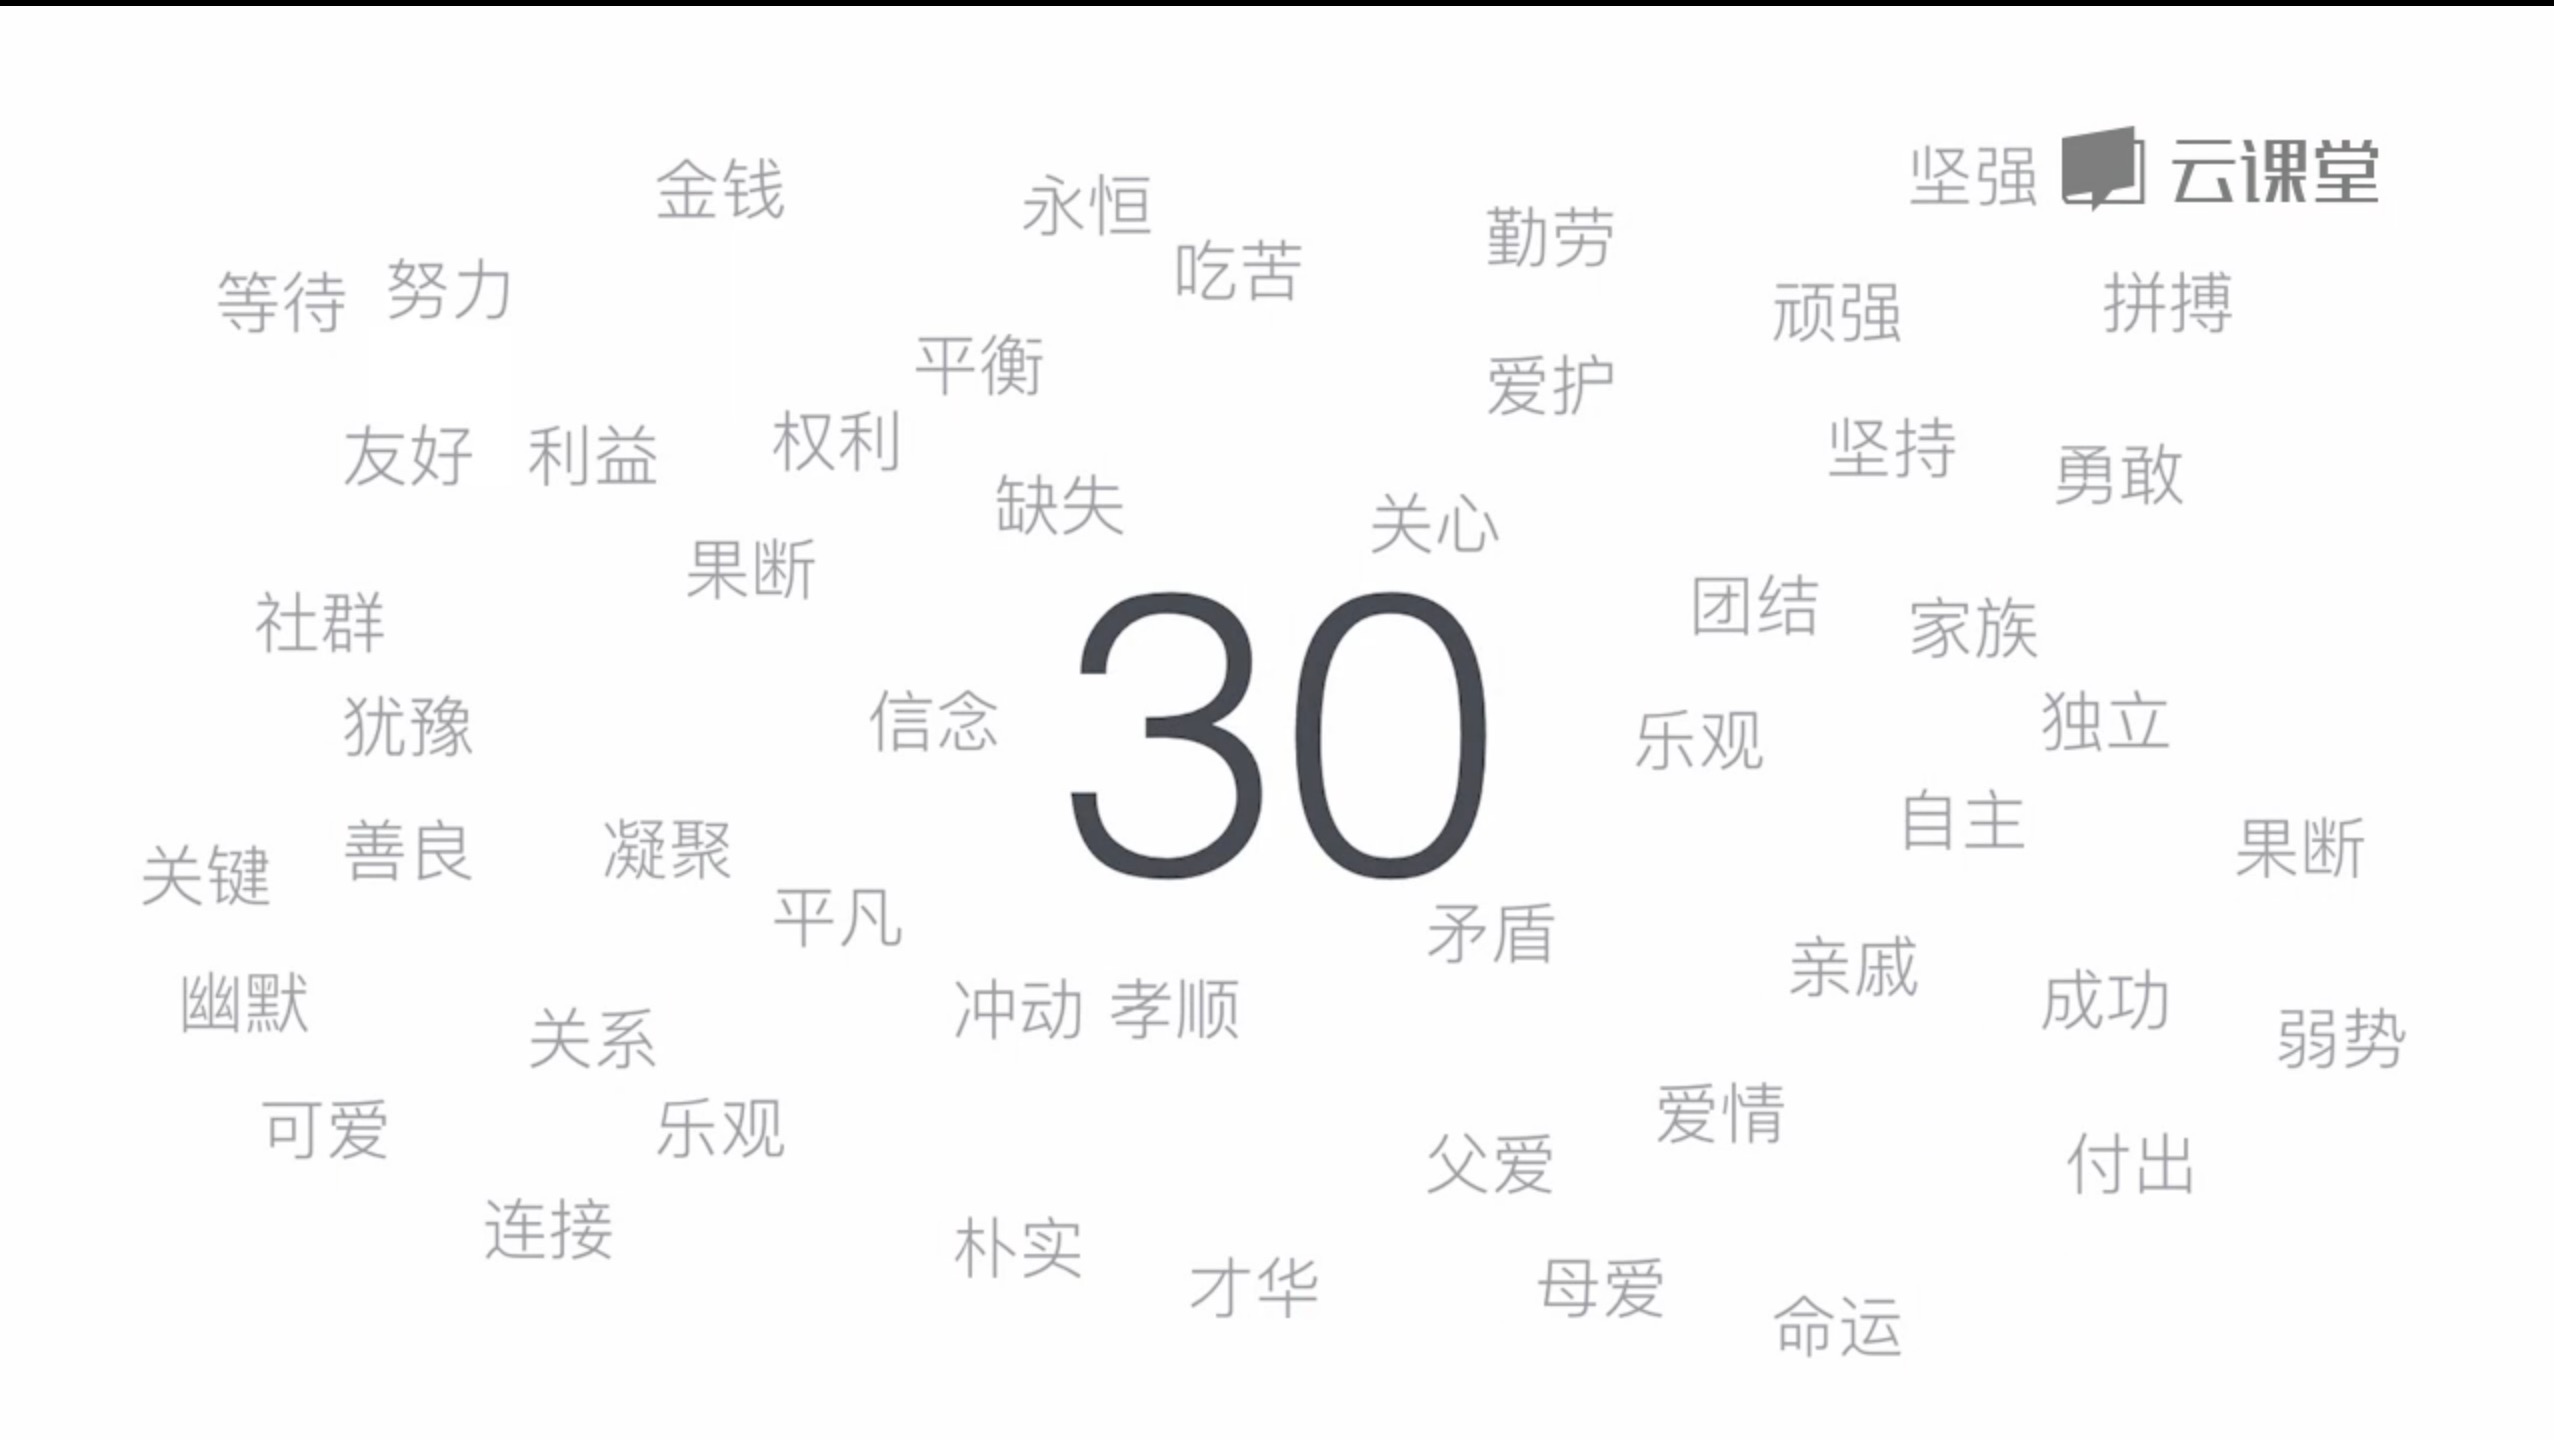 金钱
永恒
坚强
云课堂
勤劳
吃苦
等待
努力
顽强
拼搏
平衡
爱护
友好
利益
权利
坚持
勇敢
缺失
关心
果断
社群
团结
家族
30
犹豫
信念
乐观
独立
自主
果断
关键
善良
凝聚
平凡
矛盾
亲戚
成功
幽默
关系
冲动
孝顺
弱势
可爱
乐观
爱情
父爱
付出
连接
朴实
才华
母爱
命运